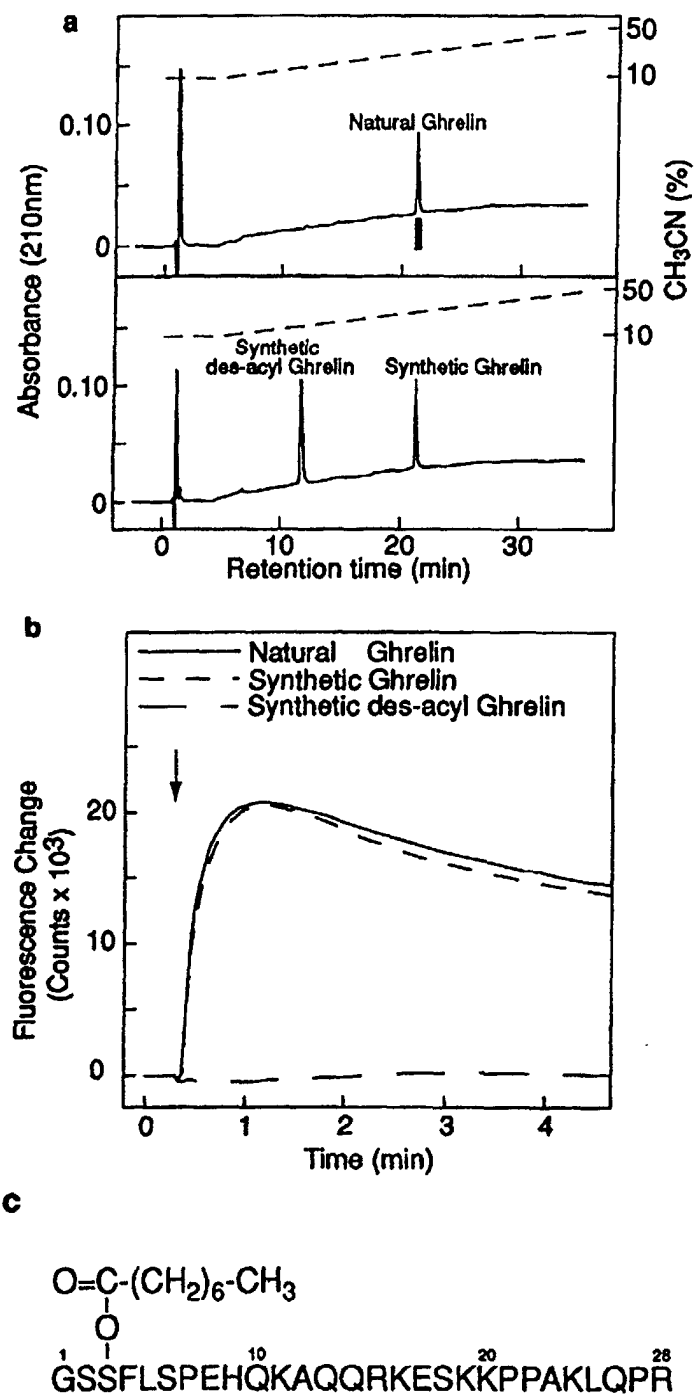 a
50
10
0.10
0
Natural Ghrelin
Absorbance (210nm)
CH3CN (%)
50
10
Synthetic
des-acyl Ghrelin
Synthetic Ghrelin
0.10
0
0 10 20 30
Retention time (min)
b
Natural Ghrelin
Synthetic Ghrelin
Synthetic des-acyl Ghrelin
Fluorescence Change
(Counts x 10³)
20
10
0
0 1 2 3 4
Time (min)
c
O=C-(CH2)6-CH3
O
1 10 20 28
GSSFLSPEHQKAQQRKESKKPPAKLQPR